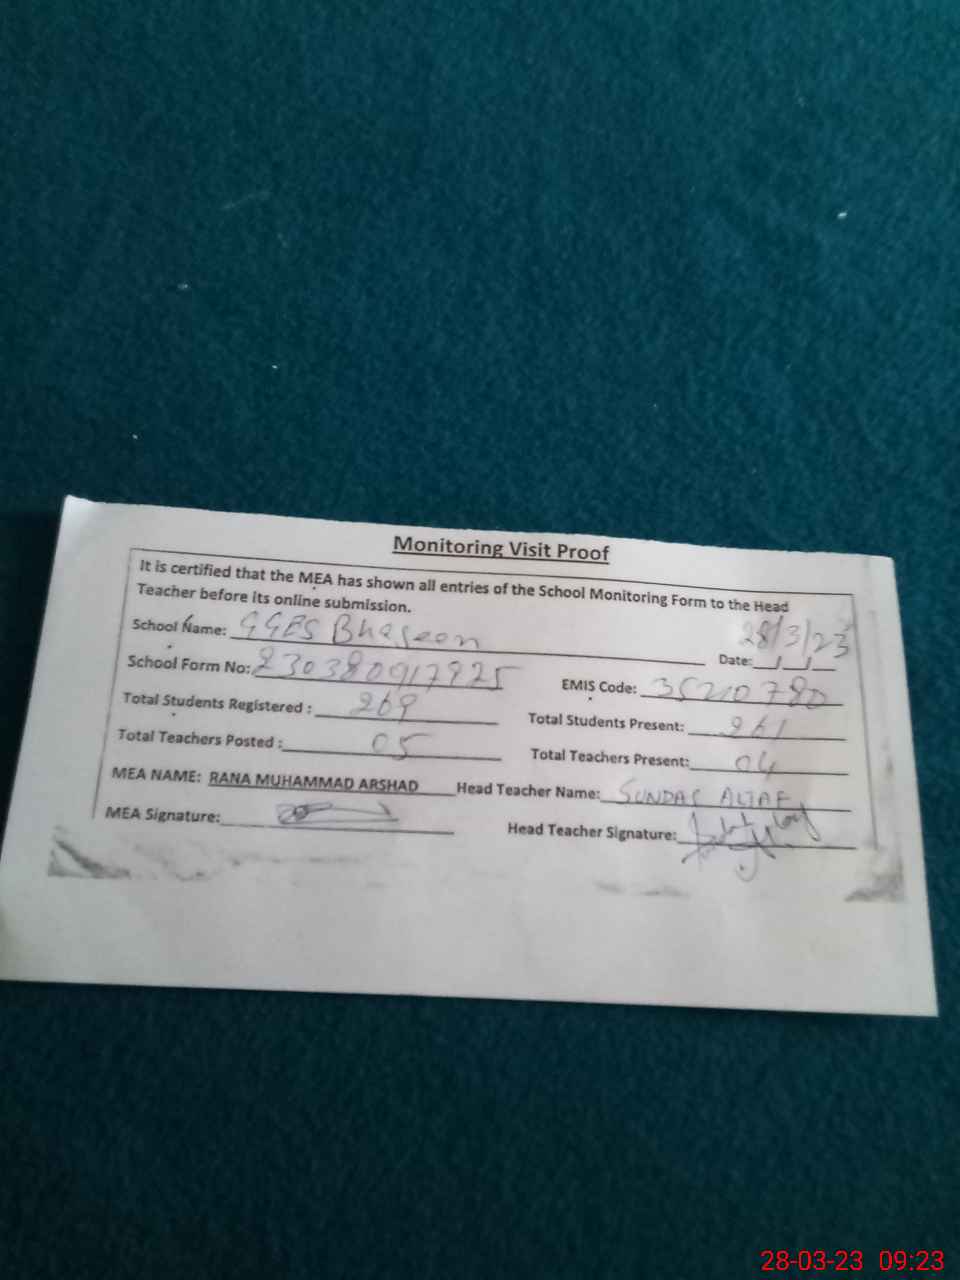 Monitoring Visit Proof
It is certified that the MEA has shown all entries of the School Monitoring Form to the Head
Teacher before its online submission.
School Name: GGES Bhaseen Date: 28/3/23
School Form No: 230380917925 EMIS Code: 35210780
Total Students Registered : 269 Total Students Present: 261
Total Teachers Posted : 05 Total Teachers Present: 04
MEA NAME: RANA MUHAMMAD ARSHAD Head Teacher Name: SUNDAS ALTAF
MEA Signature: Head Teacher Signature:
28-03-23 09:23